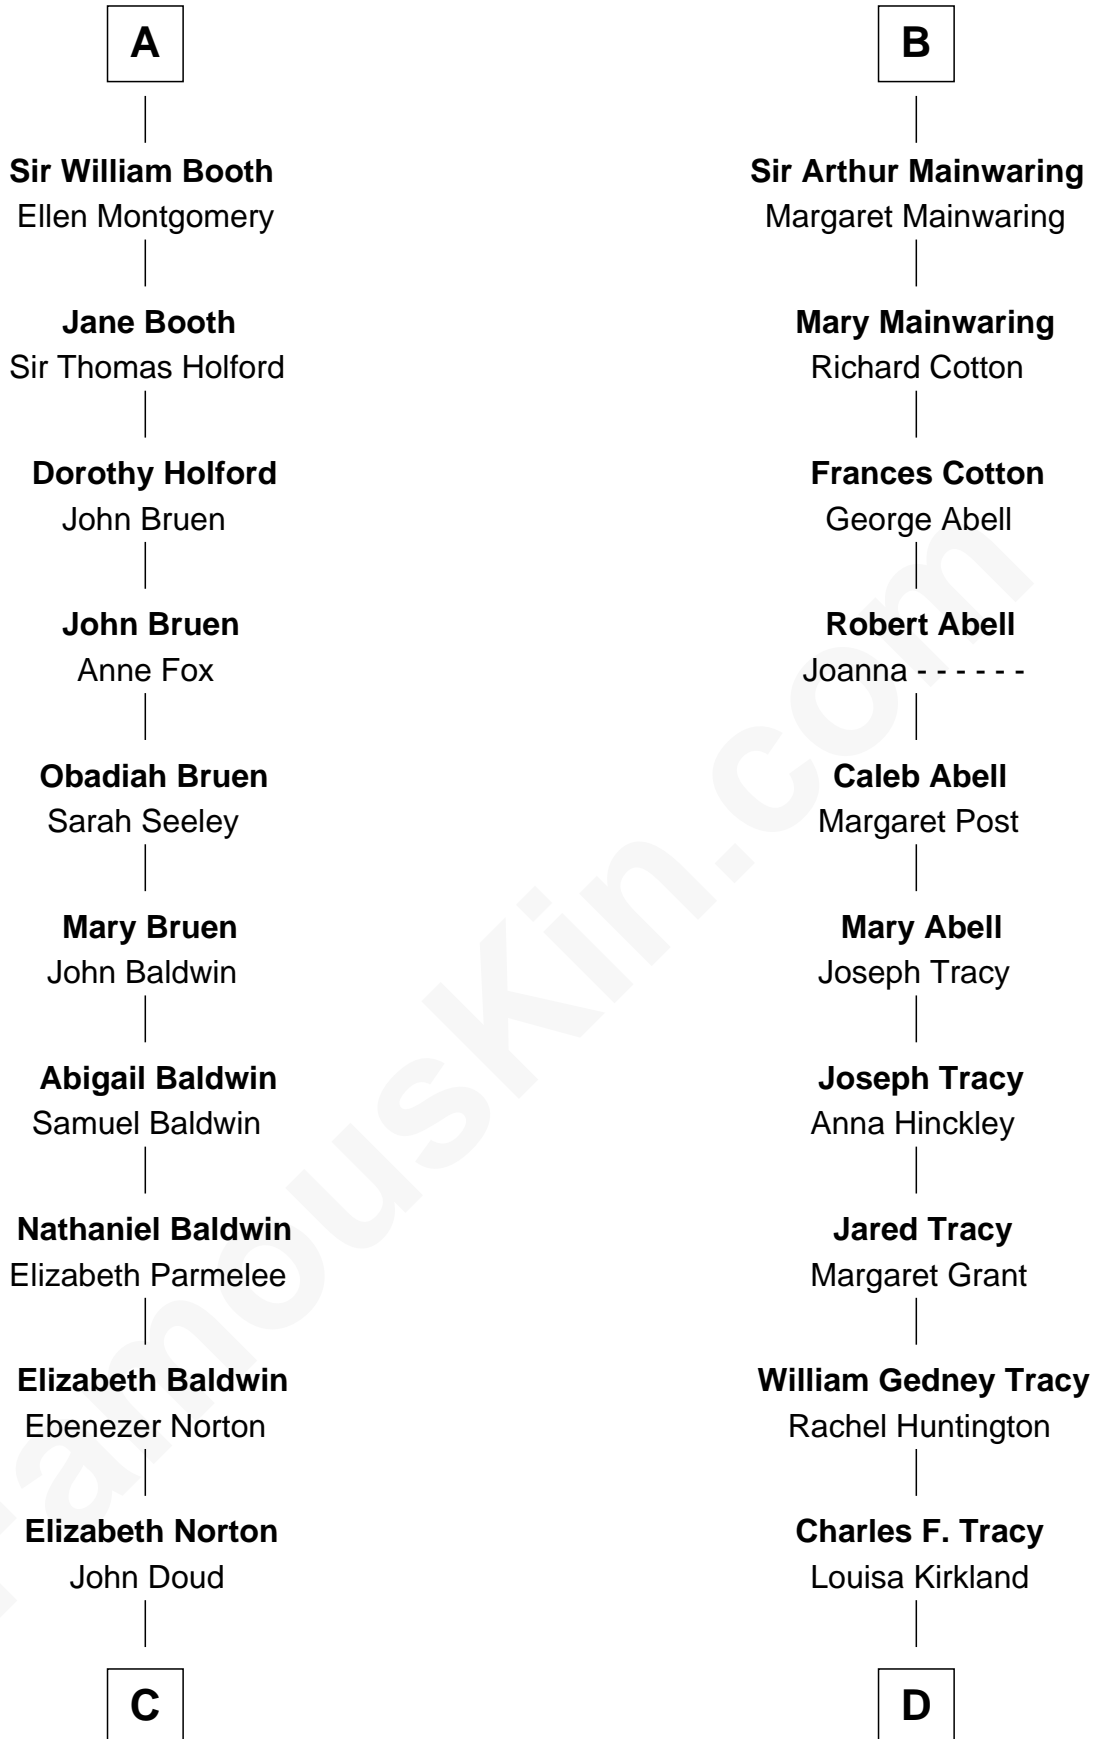 A
Sir William Booth
Ellen Montgomery
Jane Booth
Sir Thomas Holford
Dorothy Holford
John Bruen
John Bruen
Anne Fox
Obadiah Bruen
Sarah Seeley
Mary Bruen
John Baldwin
Abigail Baldwin
Samuel Baldwin
Nathaniel Baldwin
Elizabeth Parmelee
Elizabeth Baldwin
Ebenezer Norton
Elizabeth Norton
John Doud
C
B
Sir Arthur Mainwaring
Margaret Mainwaring
Mary Mainwaring
Richard Cotton
Frances Cotton
George Abell
Robert Abell
Joanna - - - - - -
Caleb Abell
Margaret Post
Mary Abell
Joseph Tracy
Joseph Tracy
Anna Hinckley
Jared Tracy
Margaret Grant
William Gedney Tracy
Rachel Huntington
Charles F. Tracy
Louisa Kirkland
D
FamousKin.com